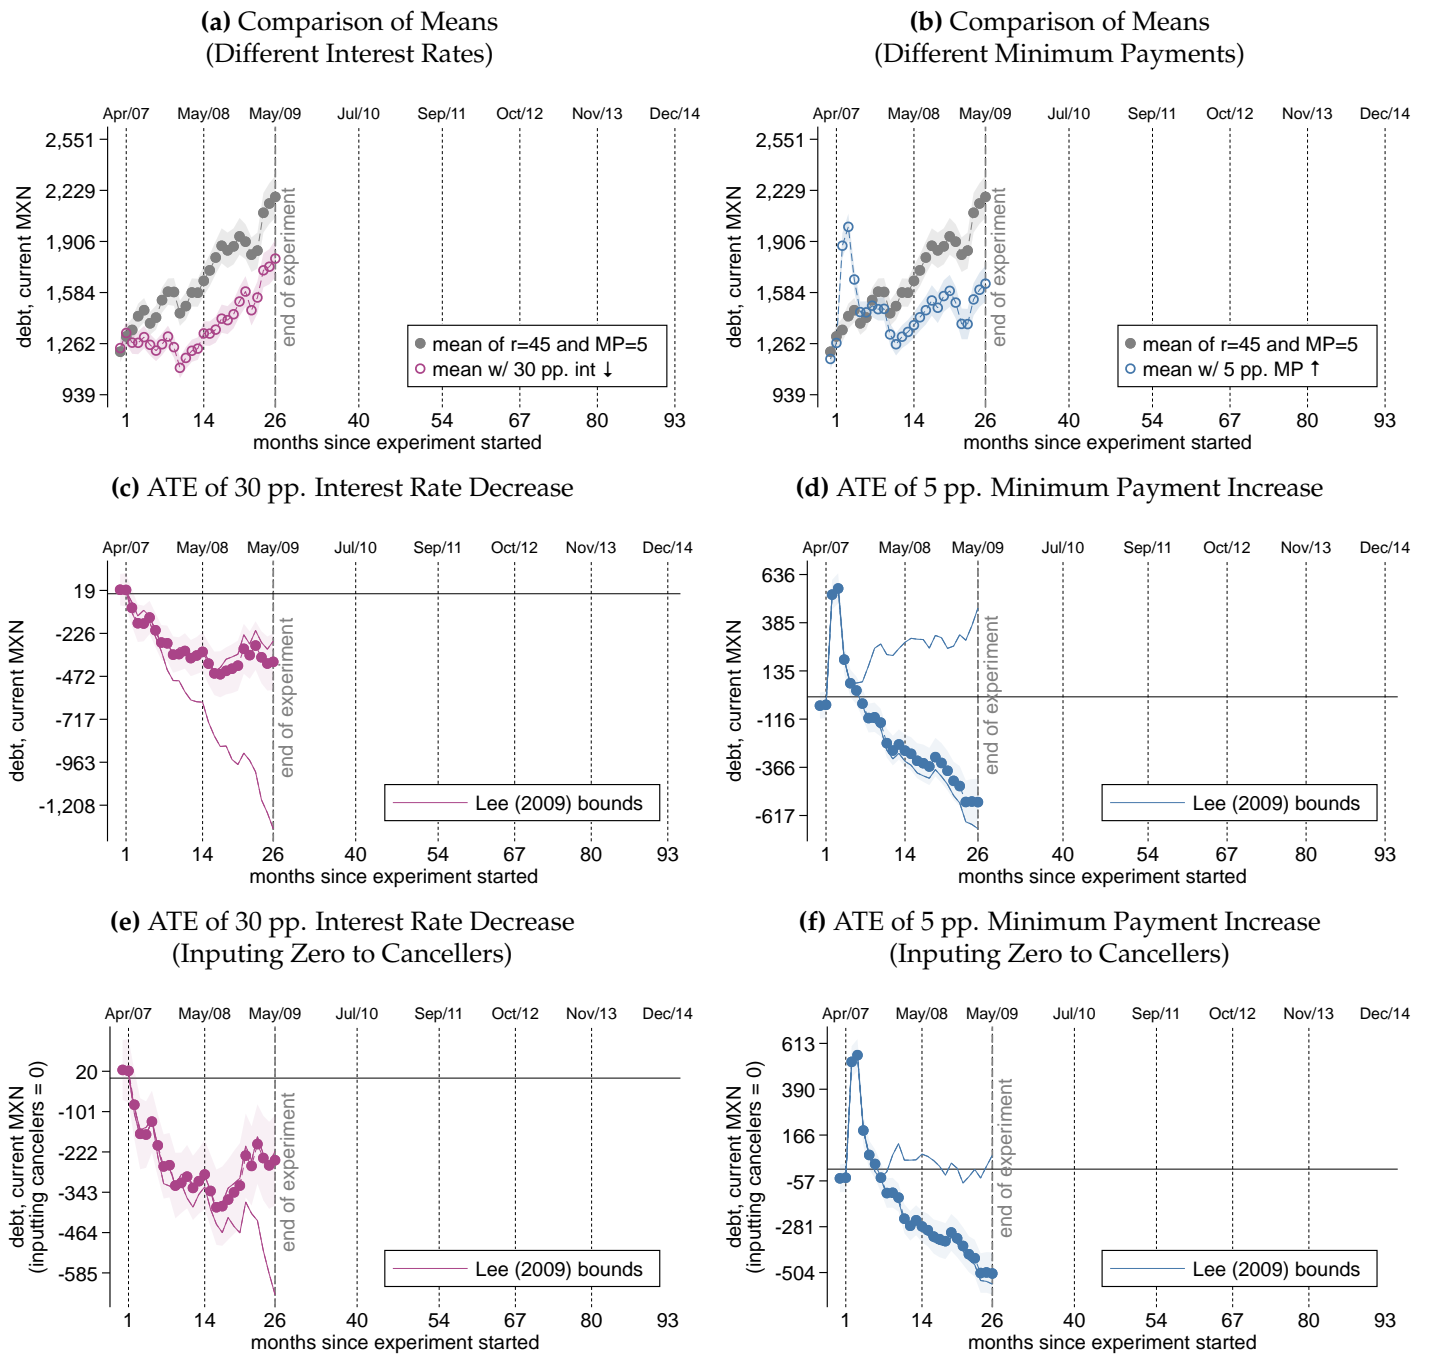 (a) Comparison of Means
(Different Interest Rates)
Apr/07 May/08 May/09 Jul/10 Sep/11 Oct/12 Nov/13 Dec/14
debt, current MXN
2,551
2,229
1,906
1,584
1,262
939
end of experiment
mean of r=45 and MP=5
mean w/ 30 pp. int ↓
1 14 26 40 54 67 80 93
months since experiment started
(b) Comparison of Means
(Different Minimum Payments)
Apr/07 May/08 May/09 Jul/10 Sep/11 Oct/12 Nov/13 Dec/14
debt, current MXN
2,551
2,229
1,906
1,584
1,262
939
end of experiment
mean of r=45 and MP=5
mean w/ 5 pp. MP ↑
1 14 26 40 54 67 80 93
months since experiment started
(c) ATE of 30 pp. Interest Rate Decrease
Apr/07 May/08 May/09 Jul/10 Sep/11 Oct/12 Nov/13 Dec/14
debt, current MXN
19
-226
-472
-717
-963
-1,208
end of experiment
Lee (2009) bounds
1 14 26 40 54 67 80 93
months since experiment started
(d) ATE of 5 pp. Minimum Payment Increase
Apr/07 May/08 May/09 Jul/10 Sep/11 Oct/12 Nov/13 Dec/14
debt, current MXN
636
385
135
-116
-366
-617
end of experiment
Lee (2009) bounds
1 14 26 40 54 67 80 93
months since experiment started
(e) ATE of 30 pp. Interest Rate Decrease
(Inputing Zero to Cancellers)
Apr/07 May/08 May/09 Jul/10 Sep/11 Oct/12 Nov/13 Dec/14
debt, current MXN
(inputting cancelers = 0)
20
-101
-222
-343
-464
-585
end of experiment
Lee (2009) bounds
1 14 26 40 54 67 80 93
months since experiment started
(f) ATE of 5 pp. Minimum Payment Increase
(Inputing Zero to Cancellers)
Apr/07 May/08 May/09 Jul/10 Sep/11 Oct/12 Nov/13 Dec/14
debt, current MXN
(inputting cancelers = 0)
613
390
166
-57
-281
-504
end of experiment
Lee (2009) bounds
1 14 26 40 54 67 80 93
months since experiment started